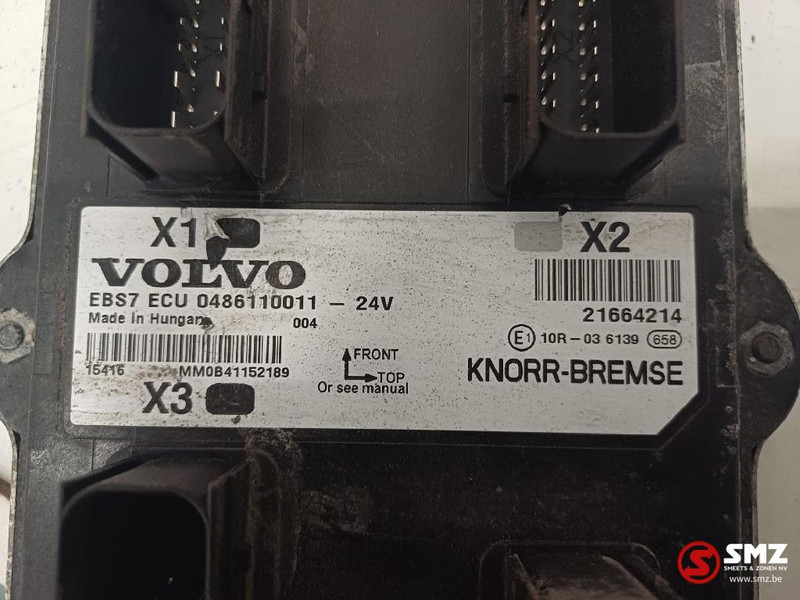 X1
X2
VOLVO
EBS7 ECU 0486110011 – 24V
21664214
Made In Hungary
004
E1 10R – 03 6139 658
15416 MM0B41152189
FRONT
TOP
Or see manual
KNORR-BREMSE
X3
SMZ
SMEETS & ZONEN NV
www.smz.be